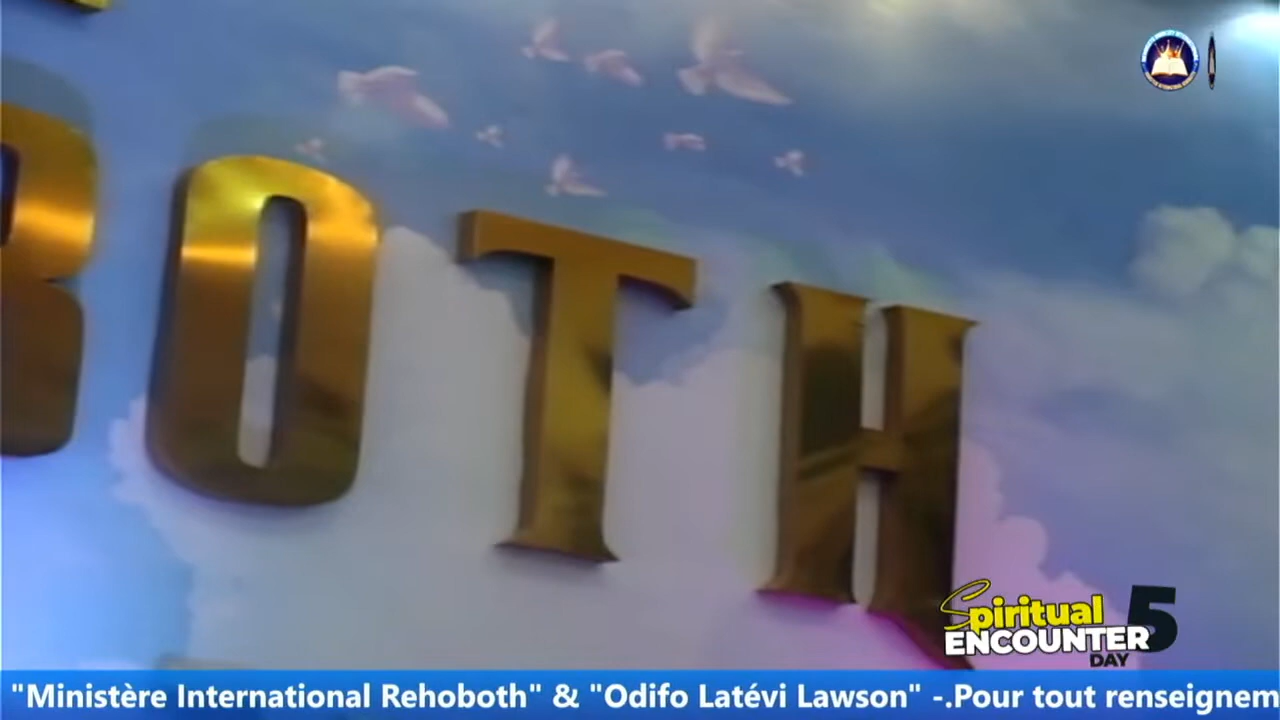 BOTH
Spiritual
ENCOUNTER 5
DAY
"Ministère International Rehoboth" & "Odifo Latévi Lawson" -.Pour tout renseignem